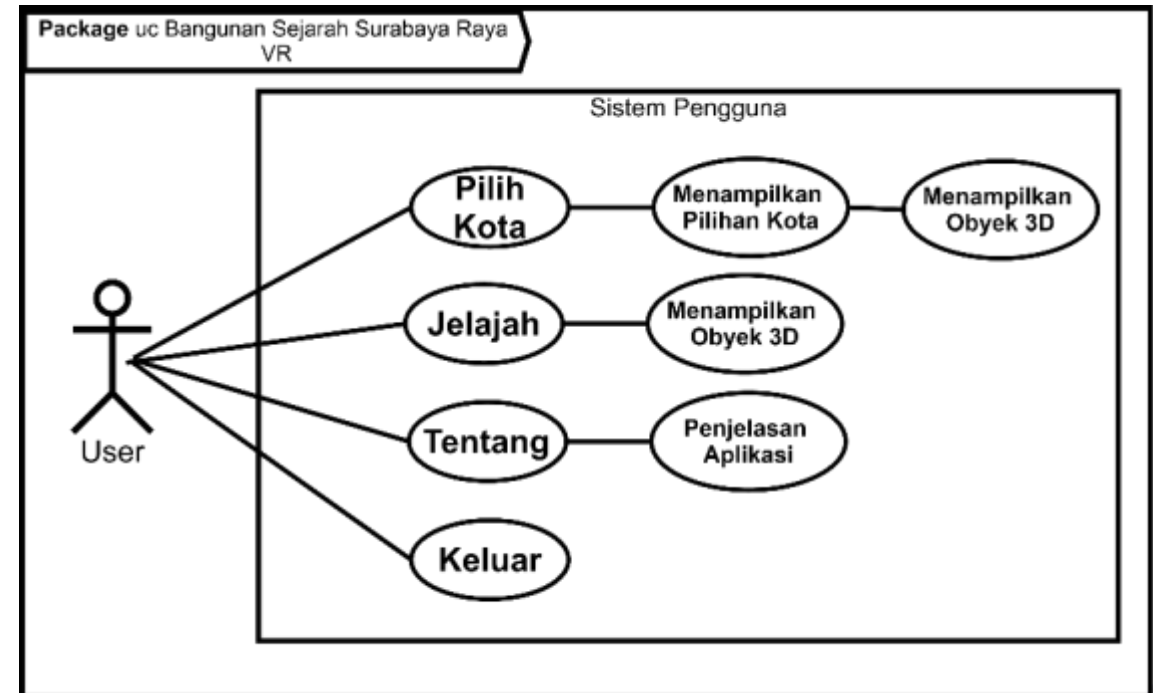 Package uc Bangunan Sejarah Surabaya Raya
VR
Sistem Pengguna
Pilih
Kota
Menampilkan
Pilihan Kota
Menampilkan
Obyek 3D
Jelajah
Menampilkan
Obyek 3D
User
Tentang
Penjelasan
Aplikasi
Keluar